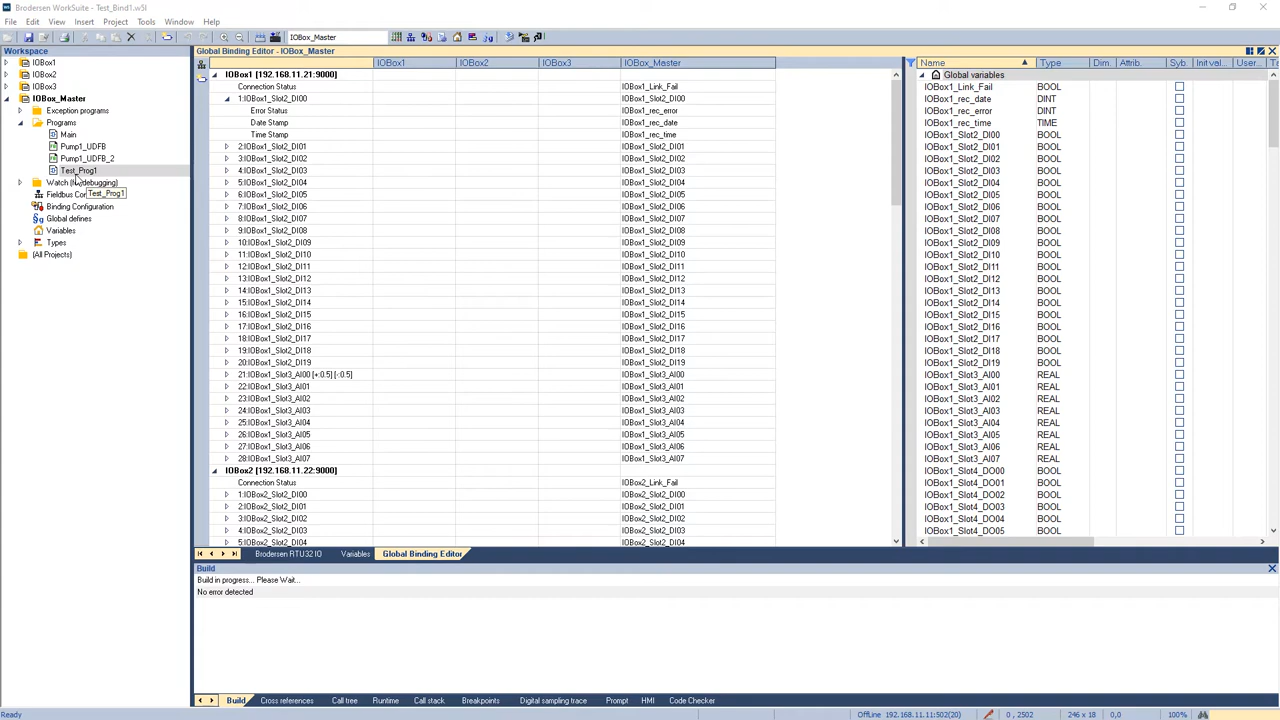 Brodersen WorkSuite - Test_Bind1.wSl
File Edit View Insert Project Tools Window Help
IOBox_Master
Workspace
IOBox1
IOBox2
IOBox3
IOBox_Master
Exception programs
Programs
Main
Pump1_UDFB
Pump1_UDFB_2
Test_Prog1
Watch (for debugging)
Fieldbus Con
Test_Prog1
Binding Configuration
Global defines
Variables
Types
(All Projects)
Global Binding Editor - IOBox_Master
IOBox1 IOBox2 IOBox3 IOBox_Master
IOBox1 [192.168.11.21:9000]
Connection Status IOBox1_Link_Fail
1:IOBox1_Slot2_DI00 IOBox1_Slot2_DI00
Error Status IOBox1_rec_error
Date Stamp IOBox1_rec_date
Time Stamp IOBox1_rec_time
2:IOBox1_Slot2_DI01 IOBox1_Slot2_DI01
3:IOBox1_Slot2_DI02 IOBox1_Slot2_DI02
4:IOBox1_Slot2_DI03 IOBox1_Slot2_DI03
5:IOBox1_Slot2_DI04 IOBox1_Slot2_DI04
6:IOBox1_Slot2_DI05 IOBox1_Slot2_DI05
7:IOBox1_Slot2_DI06 IOBox1_Slot2_DI06
8:IOBox1_Slot2_DI07 IOBox1_Slot2_DI07
9:IOBox1_Slot2_DI08 IOBox1_Slot2_DI08
10:IOBox1_Slot2_DI09 IOBox1_Slot2_DI09
11:IOBox1_Slot2_DI10 IOBox1_Slot2_DI10
12:IOBox1_Slot2_DI11 IOBox1_Slot2_DI11
13:IOBox1_Slot2_DI12 IOBox1_Slot2_DI12
14:IOBox1_Slot2_DI13 IOBox1_Slot2_DI13
15:IOBox1_Slot2_DI14 IOBox1_Slot2_DI14
16:IOBox1_Slot2_DI15 IOBox1_Slot2_DI15
17:IOBox1_Slot2_DI16 IOBox1_Slot2_DI16
18:IOBox1_Slot2_DI17 IOBox1_Slot2_DI17
19:IOBox1_Slot2_DI18 IOBox1_Slot2_DI18
20:IOBox1_Slot2_DI19 IOBox1_Slot2_DI19
21:IOBox1_Slot3_AI00 [+:0.5] [-:0.5] IOBox1_Slot3_AI00
22:IOBox1_Slot3_AI01 IOBox1_Slot3_AI01
23:IOBox1_Slot3_AI02 IOBox1_Slot3_AI02
24:IOBox1_Slot3_AI03 IOBox1_Slot3_AI03
25:IOBox1_Slot3_AI04 IOBox1_Slot3_AI04
26:IOBox1_Slot3_AI05 IOBox1_Slot3_AI05
27:IOBox1_Slot3_AI06 IOBox1_Slot3_AI06
28:IOBox1_Slot3_AI07 IOBox1_Slot3_AI07
IOBox2 [192.168.11.22:9000]
Connection Status IOBox2_Link_Fail
1:IOBox2_Slot2_DI00 IOBox2_Slot2_DI00
2:IOBox2_Slot2_DI01 IOBox2_Slot2_DI01
3:IOBox2_Slot2_DI02 IOBox2_Slot2_DI02
4:IOBox2_Slot2_DI03 IOBox2_Slot2_DI03
5:IOBox2_Slot2_DI04 IOBox2_Slot2_DI04
Brodersen RTU32 IO Variables Global Binding Editor
Name Type Dim. Attrib. Syb. Init val... User...
Global variables
IOBox1_Link_Fail BOOL
IOBox1_rec_date DINT
IOBox1_rec_error DINT
IOBox1_rec_time TIME
IOBox1_Slot2_DI00 BOOL
IOBox1_Slot2_DI01 BOOL
IOBox1_Slot2_DI02 BOOL
IOBox1_Slot2_DI03 BOOL
IOBox1_Slot2_DI04 BOOL
IOBox1_Slot2_DI05 BOOL
IOBox1_Slot2_DI06 BOOL
IOBox1_Slot2_DI07 BOOL
IOBox1_Slot2_DI08 BOOL
IOBox1_Slot2_DI09 BOOL
IOBox1_Slot2_DI10 BOOL
IOBox1_Slot2_DI11 BOOL
IOBox1_Slot2_DI12 BOOL
IOBox1_Slot2_DI13 BOOL
IOBox1_Slot2_DI14 BOOL
IOBox1_Slot2_DI15 BOOL
IOBox1_Slot2_DI16 BOOL
IOBox1_Slot2_DI17 BOOL
IOBox1_Slot2_DI18 BOOL
IOBox1_Slot2_DI19 BOOL
IOBox1_Slot3_AI00 REAL
IOBox1_Slot3_AI01 REAL
IOBox1_Slot3_AI02 REAL
IOBox1_Slot3_AI03 REAL
IOBox1_Slot3_AI04 REAL
IOBox1_Slot3_AI05 REAL
IOBox1_Slot3_AI06 REAL
IOBox1_Slot3_AI07 REAL
IOBox1_Slot4_DO00 BOOL
IOBox1_Slot4_DO01 BOOL
IOBox1_Slot4_DO02 BOOL
IOBox1_Slot4_DO03 BOOL
IOBox1_Slot4_DO04 BOOL
IOBox1_Slot4_DO05 BOOL
Build
Build in progress... Please Wait...
No error detected
Build Cross references Call tree Runtime Call stack Breakpoints Digital sampling trace Prompt HMI Code Checker
Ready OffLine 192.168.11.11:502(20) 0 , 2502 246 x 18 0,0 100%